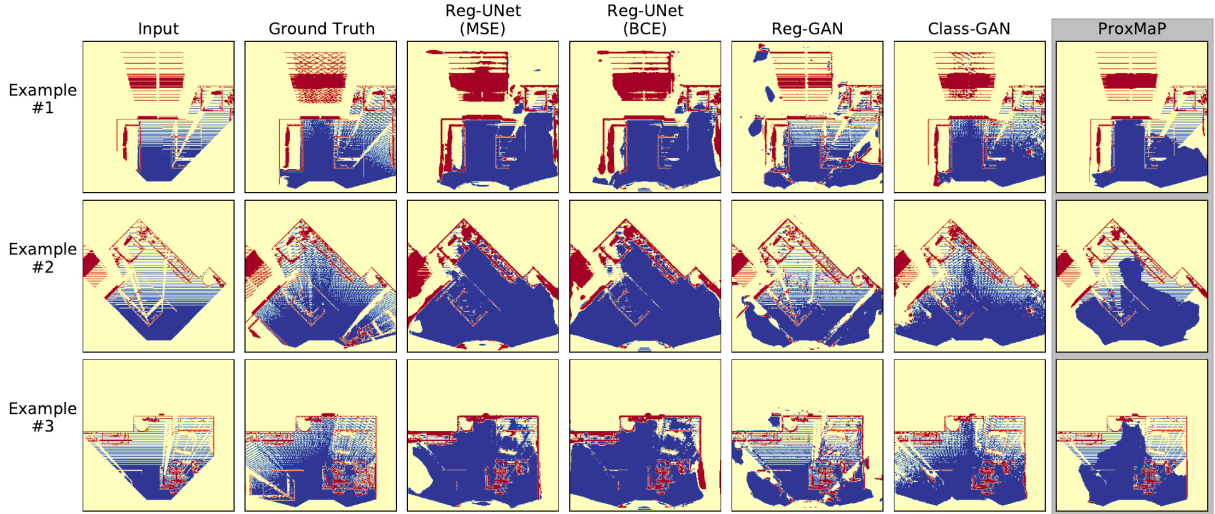 Input
Ground Truth
Reg-UNet
(MSE)
Reg-UNet
(BCE)
Reg-GAN
Class-GAN
ProxMaP
Example
#1
Example
#2
Example
#3